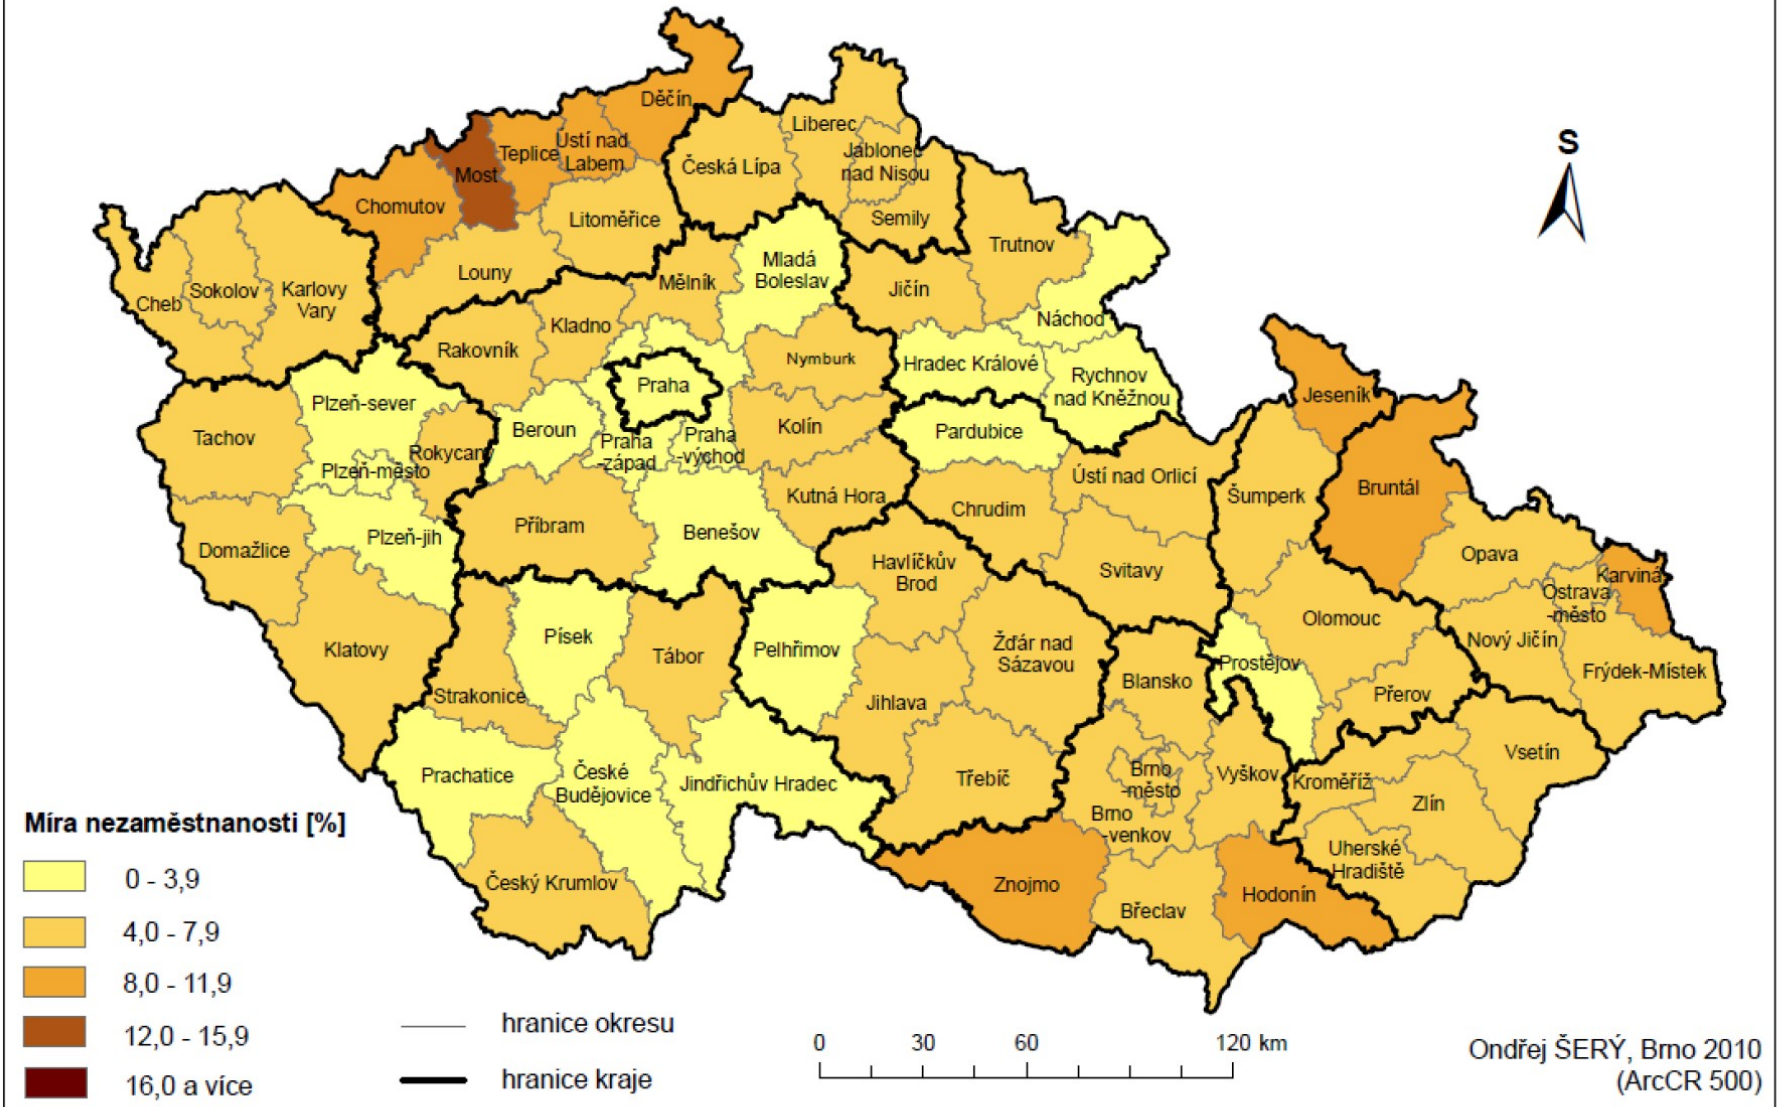 Děčín
Liberec
Ústí nad
Labem
Teplice
Jablonec
nad Nisou
Česká Lípa
Most
Chomutov
Litoměřice
Semily
Trutnov
Louny
Mladá
Boleslav
Mělník
Jičín
Cheb
Sokolov
Karlovy
Vary
Kladno
Náchod
Rakovník
Nymburk
Hradec Králové
Praha
Rychnov
nad Kněžnou
Jeseník
Plzeň-sever
Beroun
Kolín
Pardubice
Tachov
Rokycany
Praha
-západ
Praha
-východ
Plzeň-město
Ústí nad Orlicí
Bruntál
Kutná Hora
Šumperk
Chrudim
Příbram
Benešov
Plzeň-jih
Domažlice
Opava
Havlíčkův
Brod
Svitavy
Karviná
Ostrava
-město
Olomouc
Písek
Klatovy
Tábor
Pelhřimov
Žďár nad
Sázavou
Nový Jičín
Prostějov
Frýdek-Místek
Blansko
Strakonice
Přerov
Jihlava
Vsetín
Prachatice
České
Budějovice
Jindřichův Hradec
Třebíč
Brno
-město
Vyškov
Kroměříž
Zlín
Brno
-venkov
Uherské
Hradiště
Český Krumlov
Znojmo
Hodonín
Břeclav
S
Míra nezaměstnanosti [%]
0 - 3,9
4,0 - 7,9
8,0 - 11,9
12,0 - 15,9
16,0 a více
hranice okresu
hranice kraje
0 30 60 120 km
Ondřej ŠERÝ, Brno 2010
(ArcCR 500)